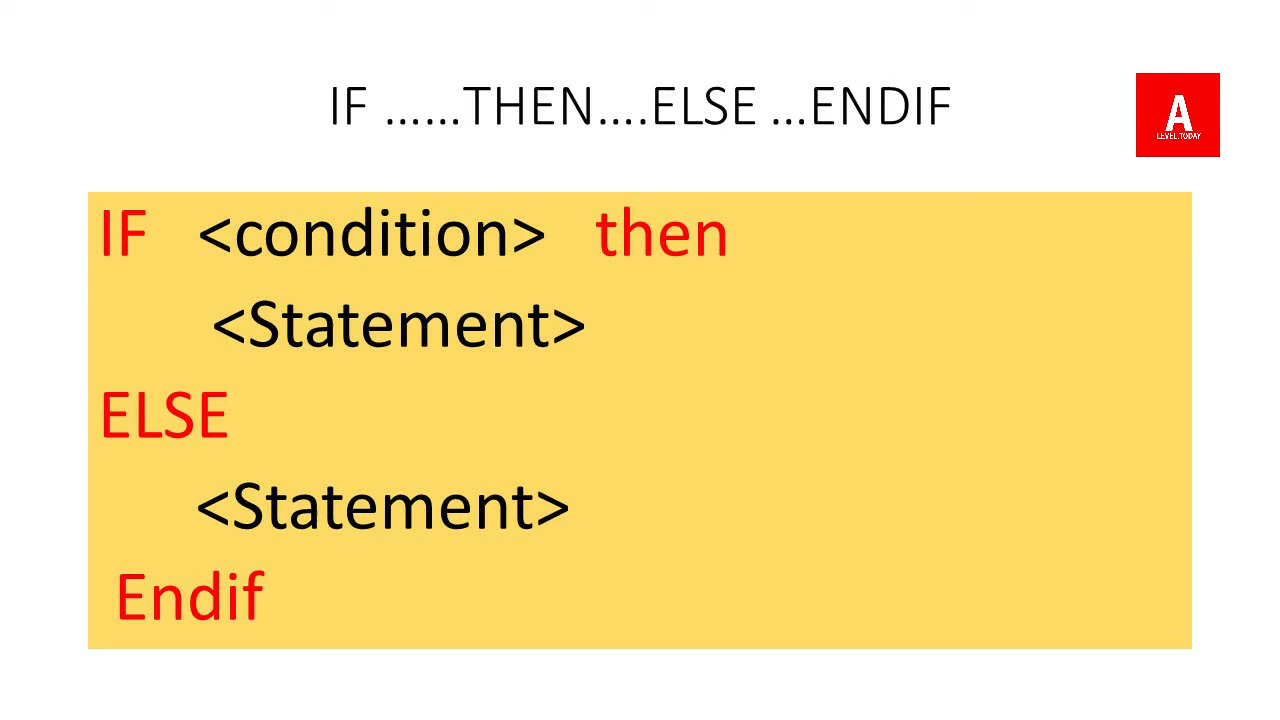 IF ……THEN….ELSE …ENDIF
A
LEVEL.TODAY
IF <condition> then
<Statement>
ELSE
<Statement>
Endif